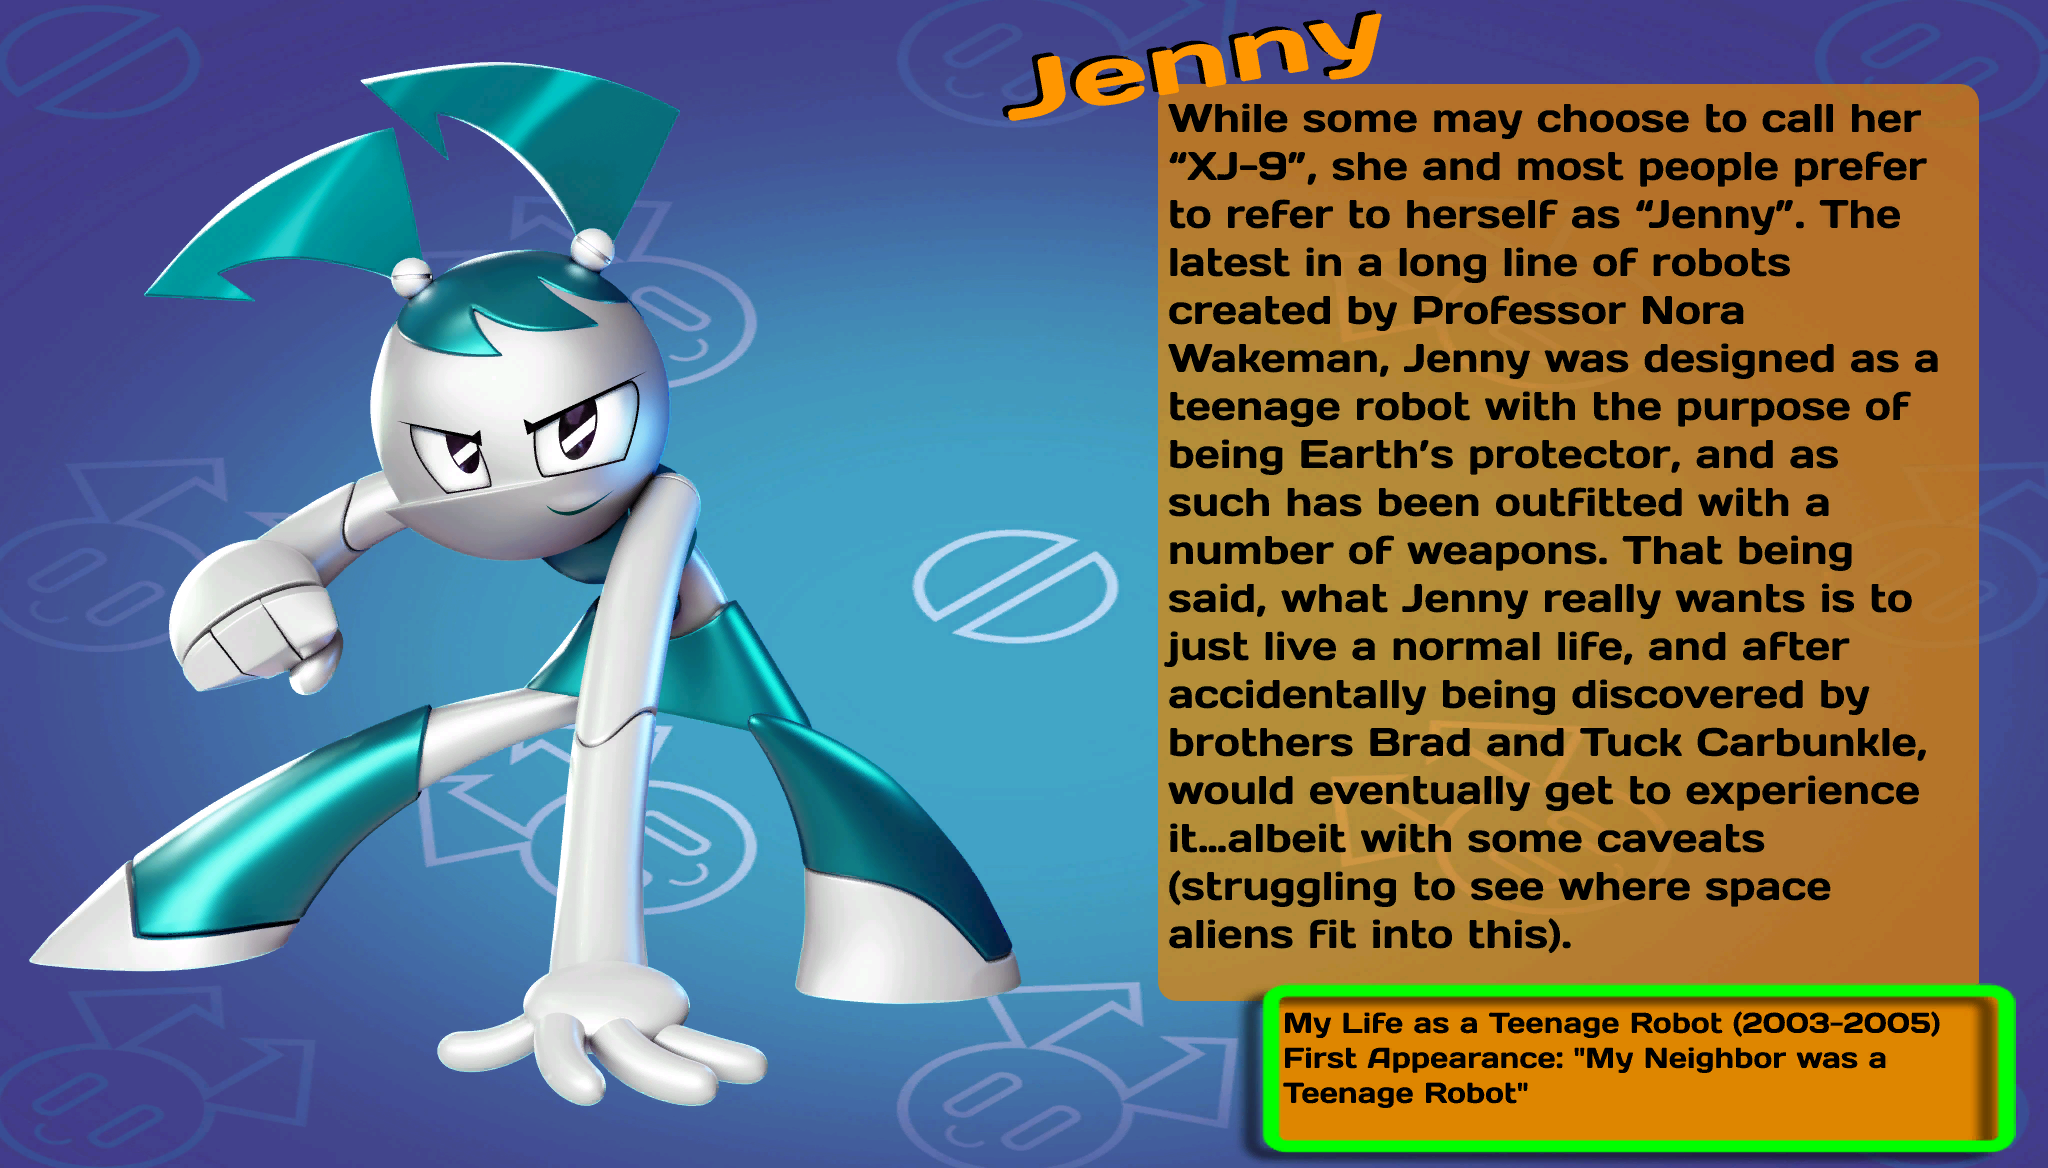 Jenny
While some may choose to call her
“XJ-9”, she and most people prefer
to refer to herself as “Jenny”. The
latest in a long line of robots
created by Professor Nora
Wakeman, Jenny was designed as a
teenage robot with the purpose of
being Earth’s protector, and as
such has been outfitted with a
number of weapons. That being
said, what Jenny really wants is to
just live a normal life, and after
accidentally being discovered by
brothers Brad and Tuck Carbunkle,
would eventually get to experience
it...albeit with some caveats
(struggling to see where space
aliens fit into this).
My Life as a Teenage Robot (2003-2005)
First Appearance: "My Neighbor was a
Teenage Robot"